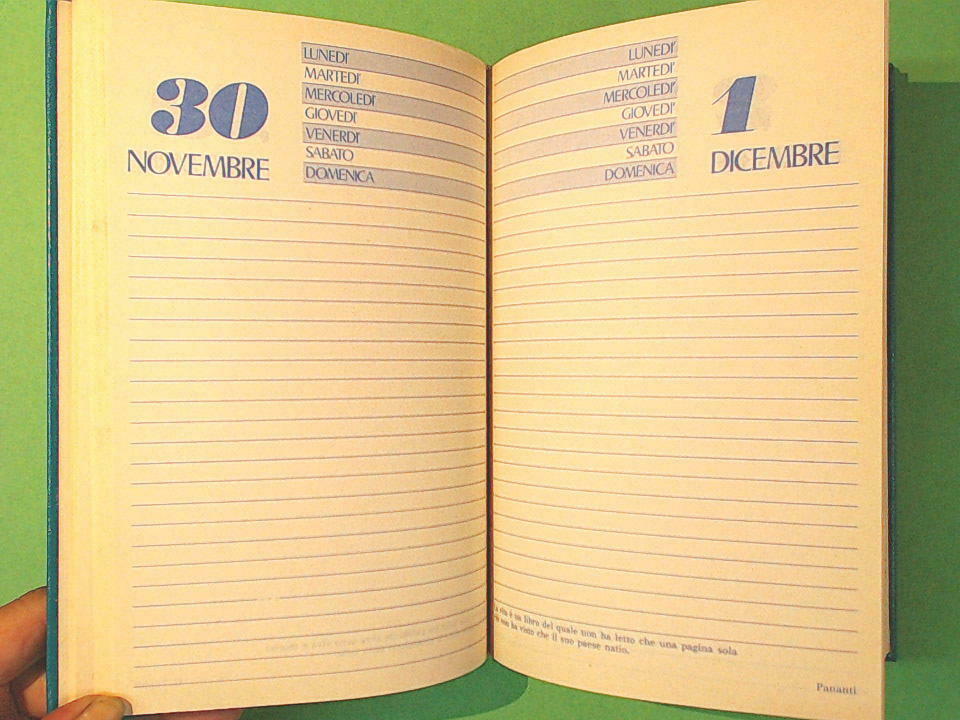 30
NOVEMBRE
LUNEDI'
MARTEDI'
MERCOLEDI'
GIOVEDI'
VENERDI'
SABATO
DOMENICA
LUNEDI'
MARTEDI'
MERCOLEDI'
GIOVEDI'
VENERDI'
SABATO
DOMENICA
1
DICEMBRE
La vita è un libro del quale non ha letto che una pagina sola
chi non ha visto che il suo paese natio.
Pananti